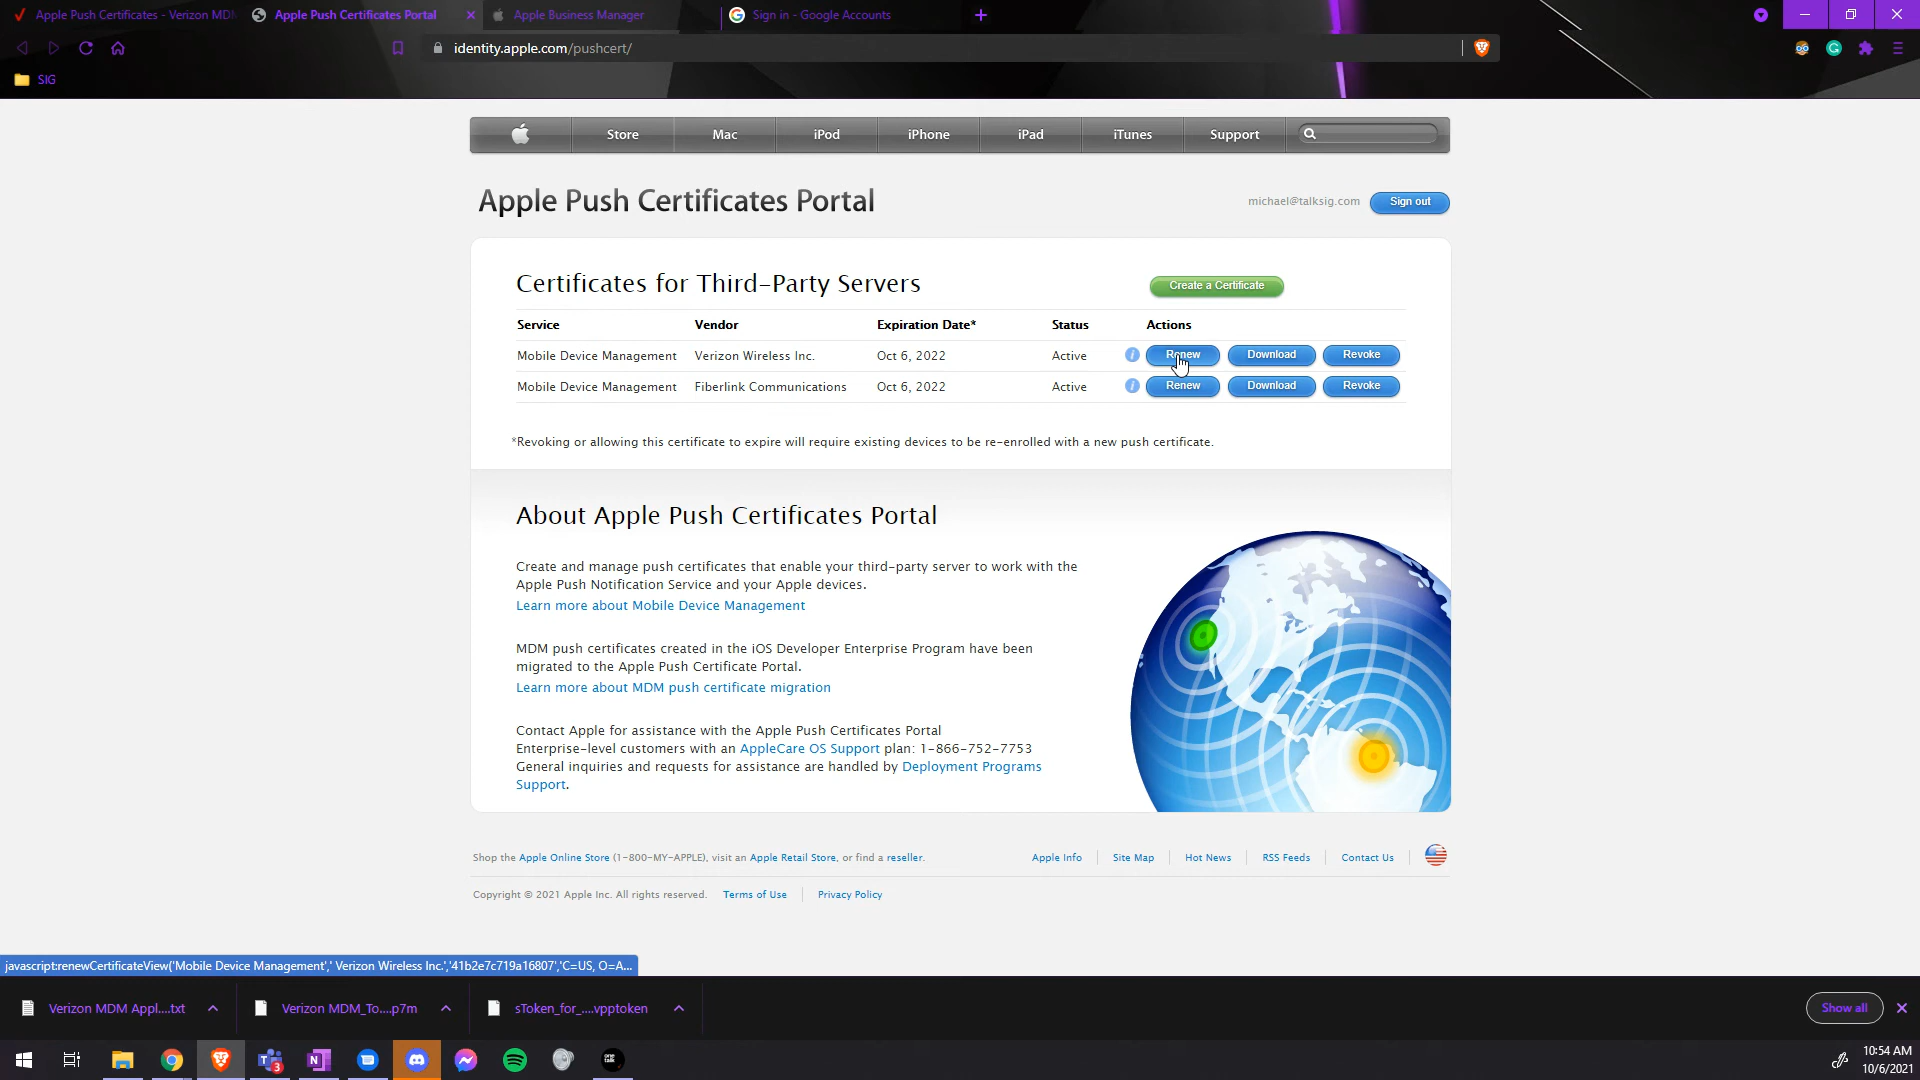 Apple Push Certificates - Verizon MDM
Apple Push Certificates Portal
Apple Business Manager
Sign in - Google Accounts
identity.apple.com/pushcert/
SIG
Store
Mac
iPod
iPhone
iPad
iTunes
Support
Apple Push Certificates Portal
michael@talksig.com
Sign out
Certificates for Third-Party Servers
Create a Certificate
Service Vendor Expiration Date* Status Actions
Mobile Device Management Verizon Wireless Inc. Oct 6, 2022 Active i Renew Download Revoke
Mobile Device Management Fiberlink Communications Oct 6, 2022 Active i Renew Download Revoke
*Revoking or allowing this certificate to expire will require existing devices to be re-enrolled with a new push certificate.
About Apple Push Certificates Portal
Create and manage push certificates that enable your third-party server to work with the
Apple Push Notification Service and your Apple devices.
Learn more about Mobile Device Management
MDM push certificates created in the iOS Developer Enterprise Program have been
migrated to the Apple Push Certificate Portal.
Learn more about MDM push certificate migration
Contact Apple for assistance with the Apple Push Certificates Portal
Enterprise-level customers with an AppleCare OS Support plan: 1-866-752-7753
General inquiries and requests for assistance are handled by Deployment Programs
Support.
Shop the Apple Online Store (1-800-MY-APPLE), visit an Apple Retail Store, or find a reseller.
Apple Info
Site Map
Hot News
RSS Feeds
Contact Us
Copyright © 2021 Apple Inc. All rights reserved.
Terms of Use
Privacy Policy
javascript:renewCertificateView('Mobile Device Management',' Verizon Wireless Inc.','41b2e7c719a16807','C=US, O=A...
Verizon MDM Appl....txt
Verizon MDM_To....p7m
sToken_for_....vpptoken
Show all
3
one
talk
10:54 AM
10/6/2021